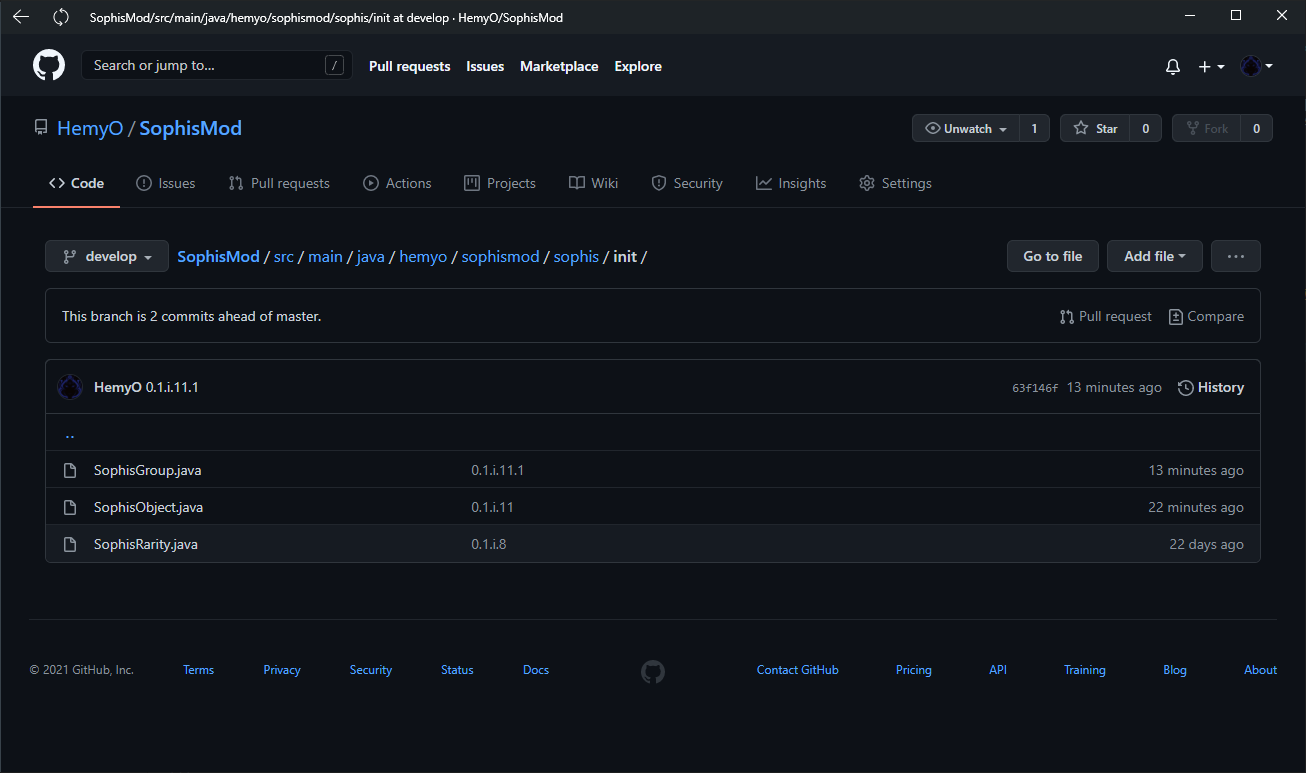 SophisMod/src/main/java/hemyo/sophismod/sophis/init at develop · HemyO/SophisMod
Search or jump to... / Pull requests Issues Marketplace Explore
HemyO / SophisMod Unwatch 1 Star 0 Fork 0
Code Issues Pull requests Actions Projects Wiki Security Insights Settings
develop SophisMod / src / main / java / hemyo / sophismod / sophis / init / Go to file Add file ...
This branch is 2 commits ahead of master. Pull request Compare
HemyO 0.1.i.11.1 63f146f 13 minutes ago History
..
SophisGroup.java 0.1.i.11.1 13 minutes ago
SophisObject.java 0.1.i.11 22 minutes ago
SophisRarity.java 0.1.i.8 22 days ago
© 2021 GitHub, Inc. Terms Privacy Security Status Docs Contact GitHub Pricing API Training Blog About